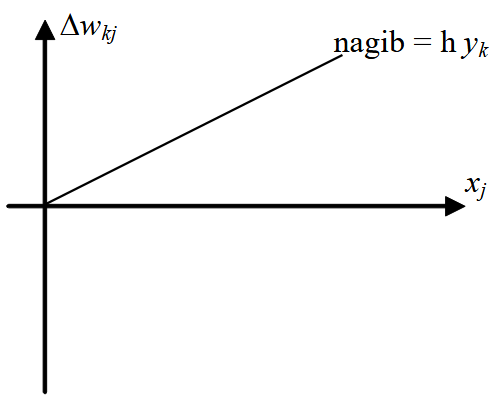 Δw_kj
nagib = h y_k
x_j